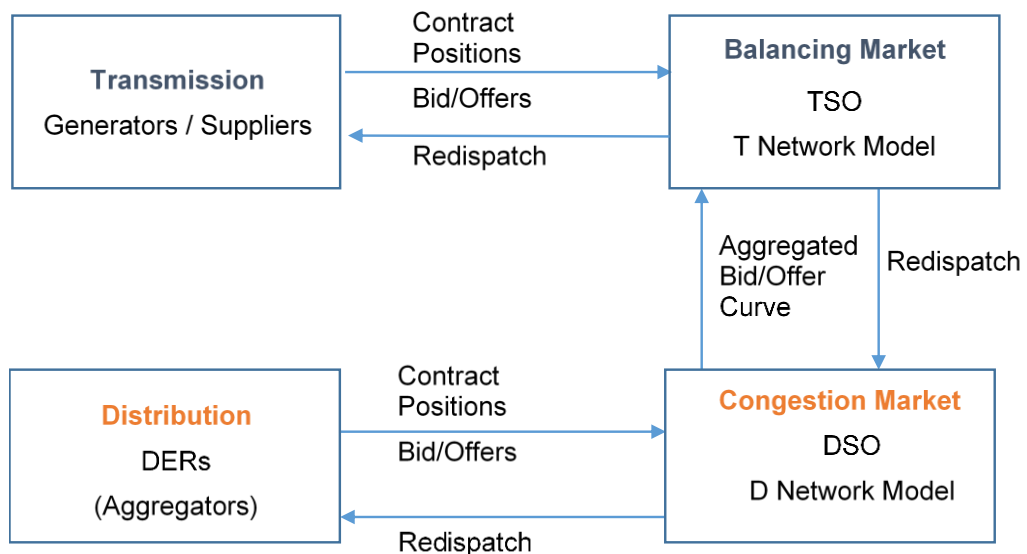 Transmission
Generators / Suppliers
Contract
Positions
Bid/Offers
Redispatch
Balancing Market
TSO
T Network Model
Aggregated
Bid/Offer
Curve
Redispatch
Distribution
DERs
(Aggregators)
Contract
Positions
Bid/Offers
Redispatch
Congestion Market
DSO
D Network Model